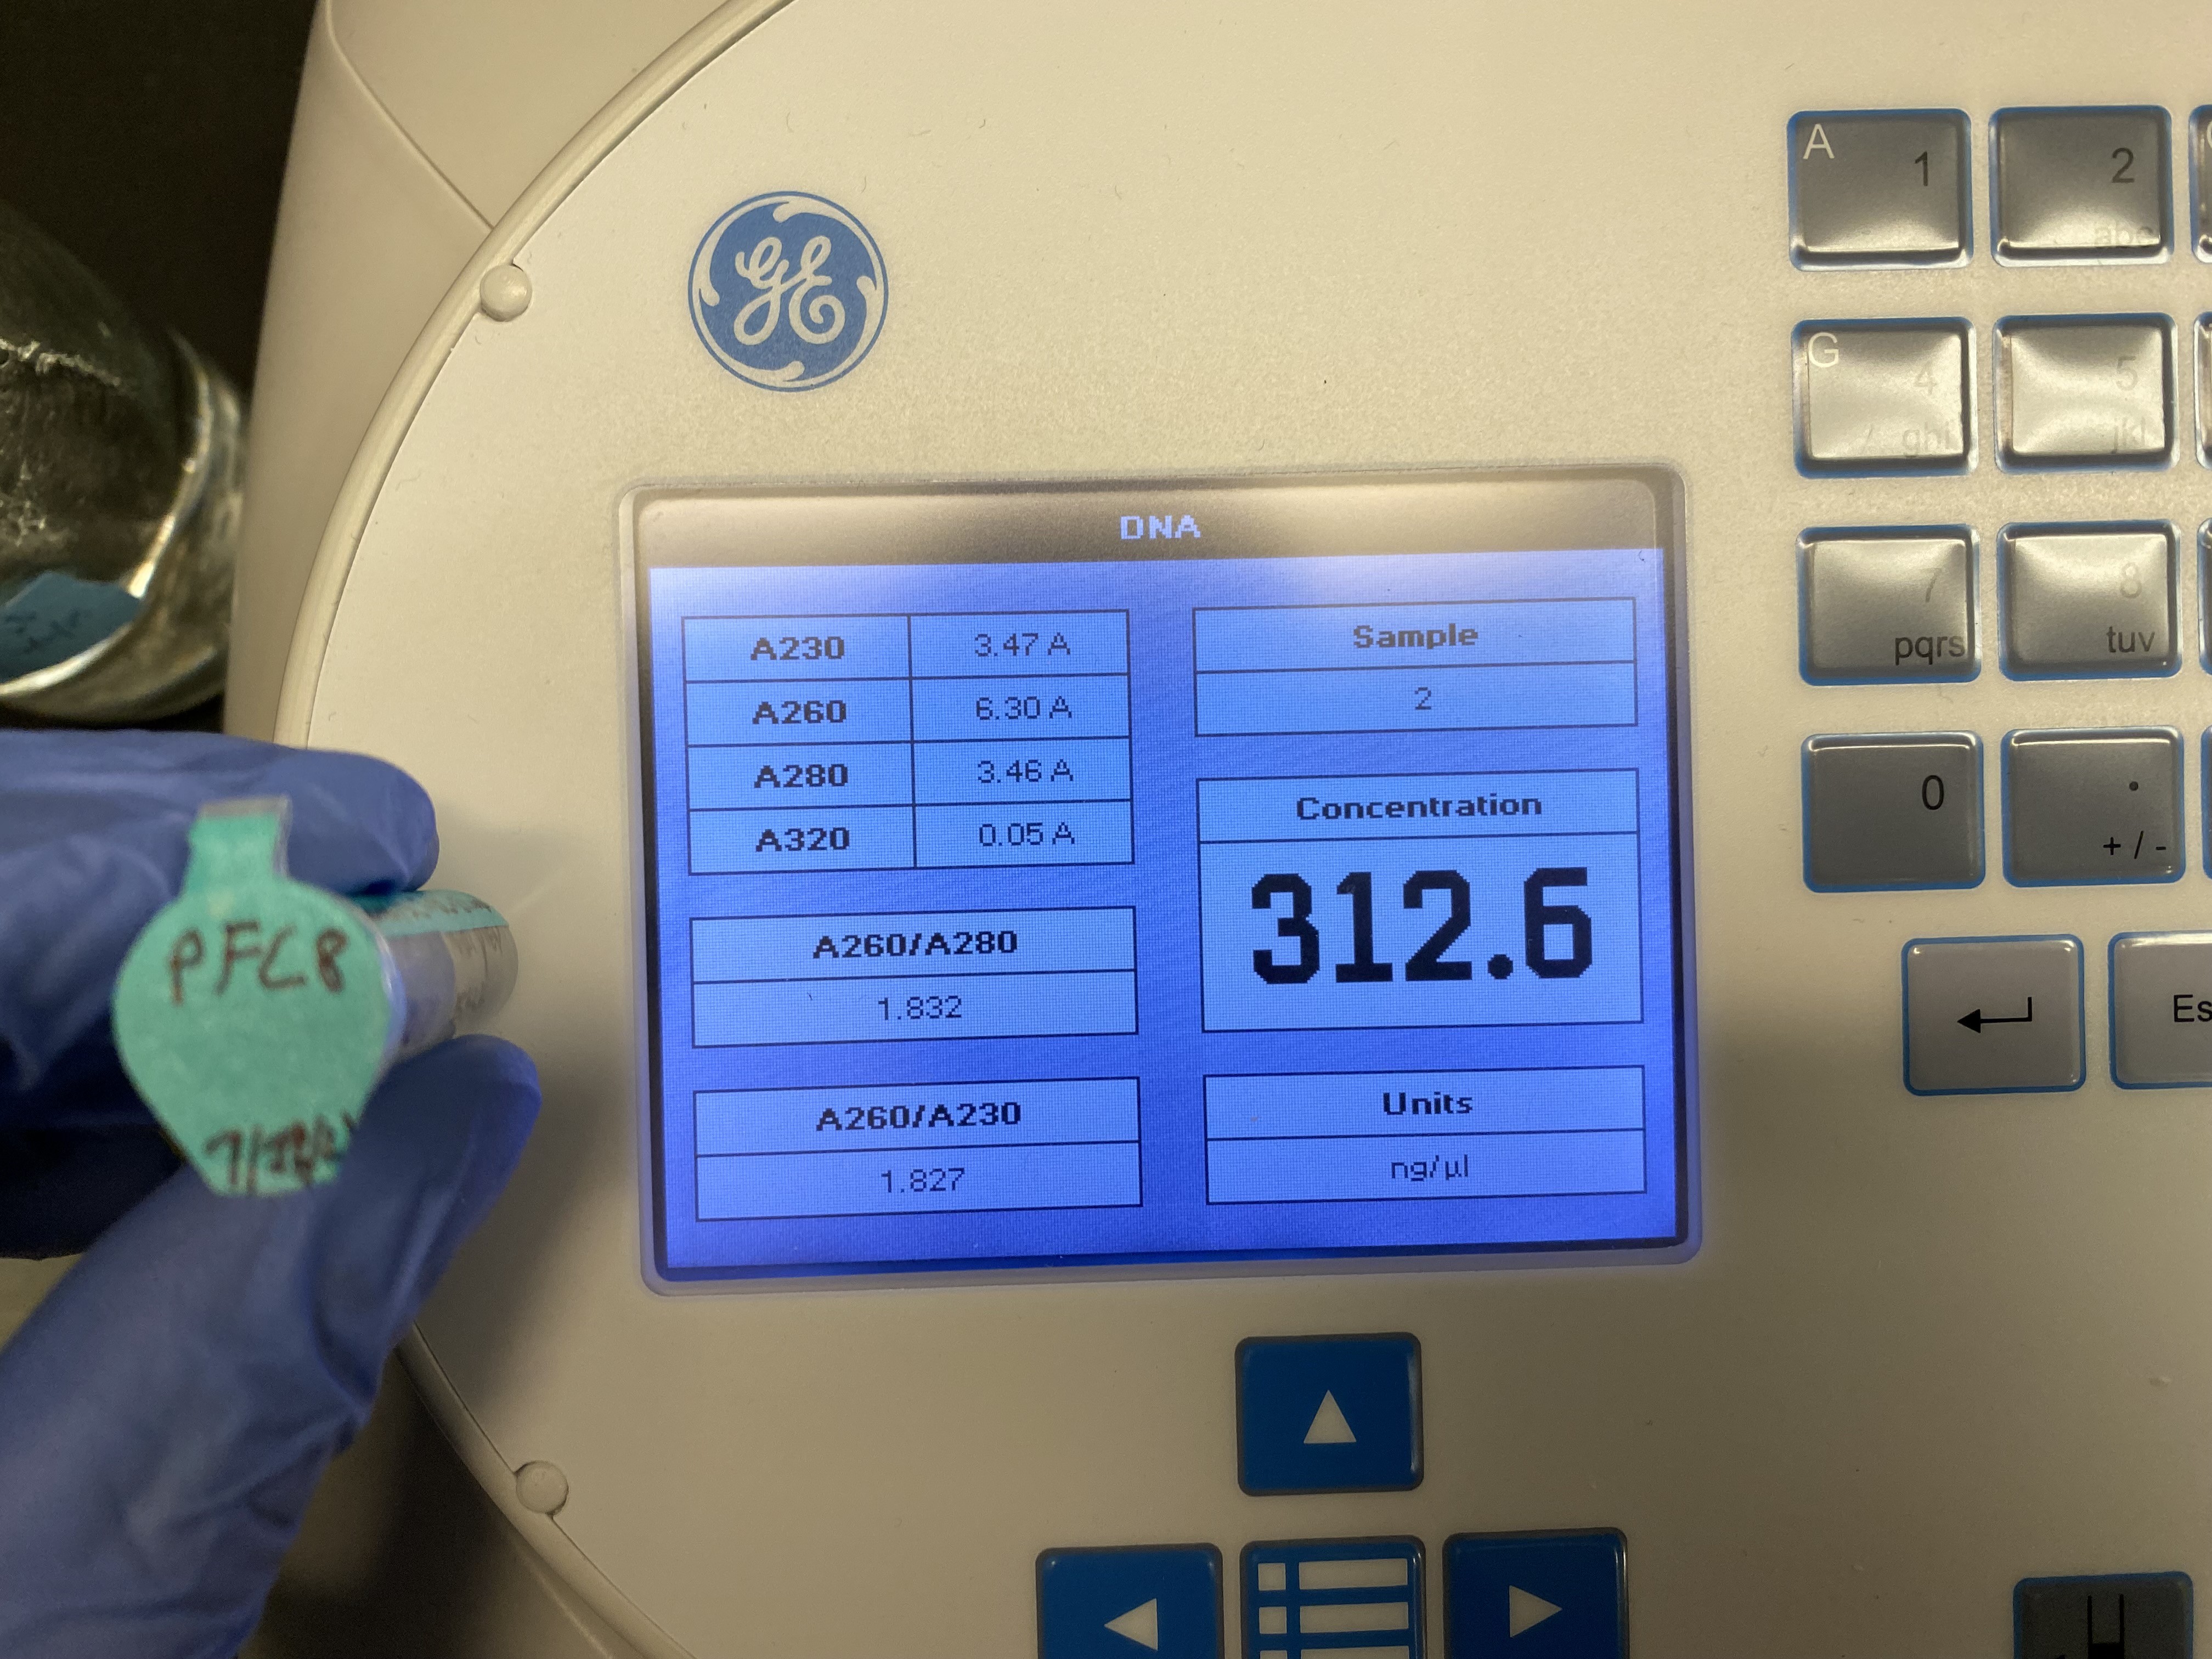 GE
DNA
A230 3.47 A
A260 6.30 A
A280 3.46 A
A320 0.05 A
A260/A280
1.832
A260/A230
1.827
Sample
2
Concentration
312.6
Units
ng/µl
PFC8
A 1
2
abc
G 4
ghi
5
jkl
7
pqrs
8
tuv
0
.
+ / -
Es